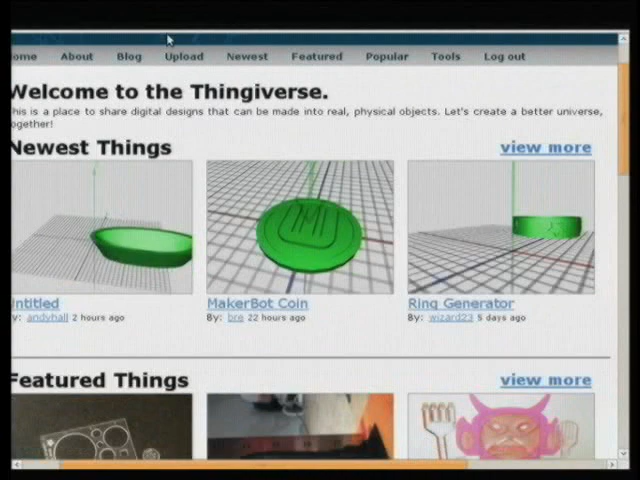 ome About Blog Upload Newest Featured Popular Tools Log out
Welcome to the Thingiverse.
his is a place to share digital designs that can be made into real, physical objects. Let's create a better universe,
ogether!
Newest Things view more
ntitled MakerBot Coin Ring Generator
y: andyhall 2 hours ago By: bre 22 hours ago By: wizard23 5 days ago
Featured Things view more